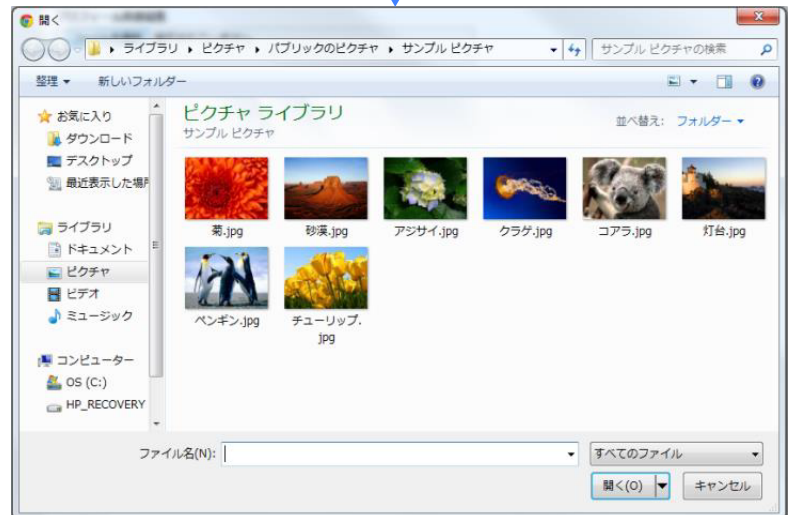 開く
ライブラリ ▸ ピクチャ ▸ パブリックのピクチャ ▸ サンプル ピクチャ
サンプル ピクチャの検索
整理 ▼ 新しいフォルダー
お気に入り
ダウンロード
デスクトップ
最近表示した場所
ライブラリ
ドキュメント
ピクチャ
ビデオ
ミュージック
コンピューター
OS (C:)
HP_RECOVERY
ピクチャ ライブラリ
サンプル ピクチャ
並べ替え: フォルダー ▼
菊.jpg
砂漠.jpg
アジサイ.jpg
クラゲ.jpg
コアラ.jpg
灯台.jpg
ペンギン.jpg
チューリップ.
jpg
ファイル名(N):
すべてのファイル
開く(O)
キャンセル